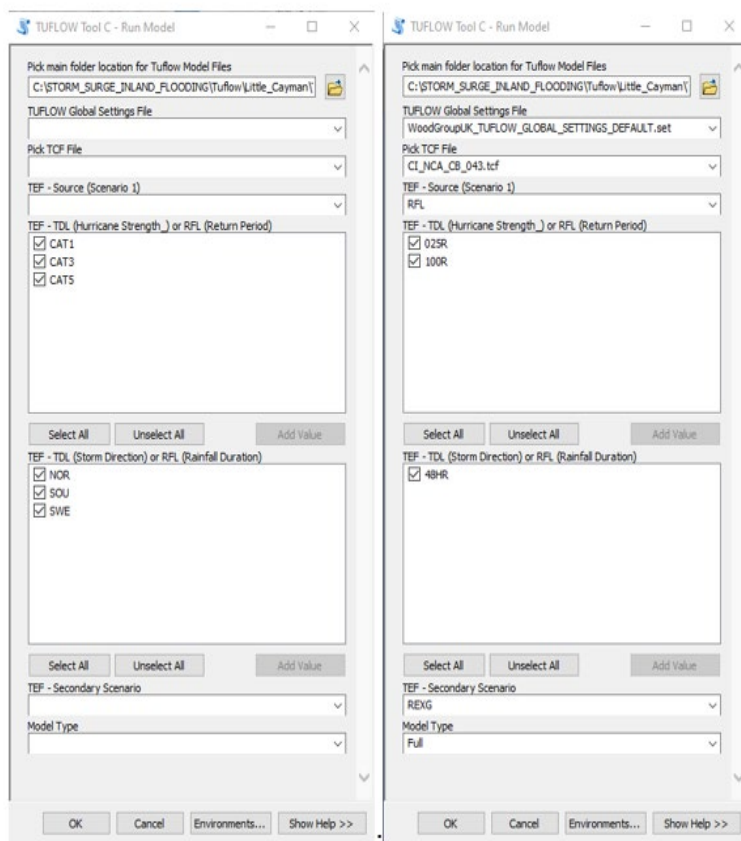 TUFLOW Tool C - Run Model
Pick main folder location for Tuflow Model Files
C:\STORM_SURGE_INLAND_FLOODING\Tuflow\Little_Cayman\
TUFLOW Global Settings File
Pick TCF File
TEF - Source (Scenario 1)
TEF - TDL (Hurricane Strength_) or RFL (Return Period)
CAT1
CAT3
CAT5
Select All Unselect All Add Value
TEF - TDL (Storm Direction) or RFL (Rainfall Duration)
NOR
SOU
SWE
Select All Unselect All Add Value
TEF - Secondary Scenario
Model Type
OK Cancel Environments... Show Help >>
.
TUFLOW Tool C - Run Model
Pick main folder location for Tuflow Model Files
C:\STORM_SURGE_INLAND_FLOODING\Tuflow\Little_Cayman\
TUFLOW Global Settings File
WoodGroupUK_TUFLOW_GLOBAL_SETTINGS_DEFAULT.set
Pick TCF File
CI_NCA_CB_043.tcf
TEF - Source (Scenario 1)
RFL
TEF - TDL (Hurricane Strength_) or RFL (Return Period)
025R
100R
Select All Unselect All Add Value
TEF - TDL (Storm Direction) or RFL (Rainfall Duration)
48HR
Select All Unselect All Add Value
TEF - Secondary Scenario
REXG
Model Type
Full
OK Cancel Environments... Show Help >>